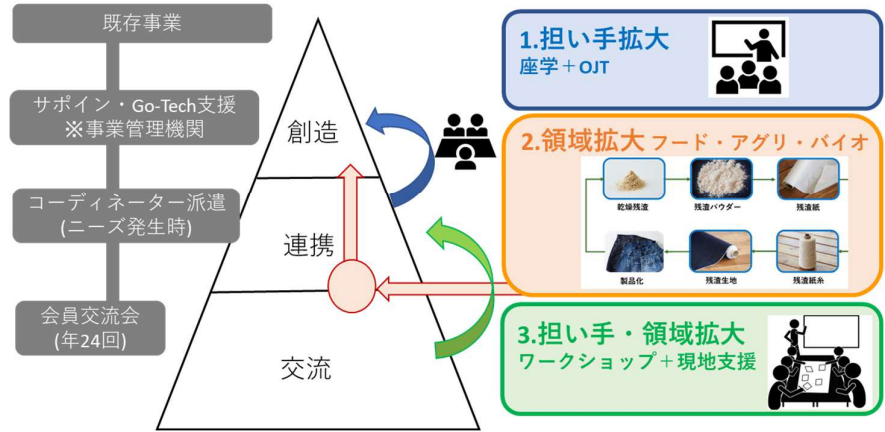 既存事業
サポイン・Go-Tech支援
※事業管理機関
コーディネーター派遣
(ニーズ発生時)
会員交流会
(年24回)
創造
連携
交流
1.担い手拡大
座学＋OJT
2.領域拡大 フード・アグリ・バイオ
乾燥残渣
残渣パウダー
残渣紙
製品化
残渣生地
残渣紙糸
3.担い手・領域拡大
ワークショップ＋現地支援